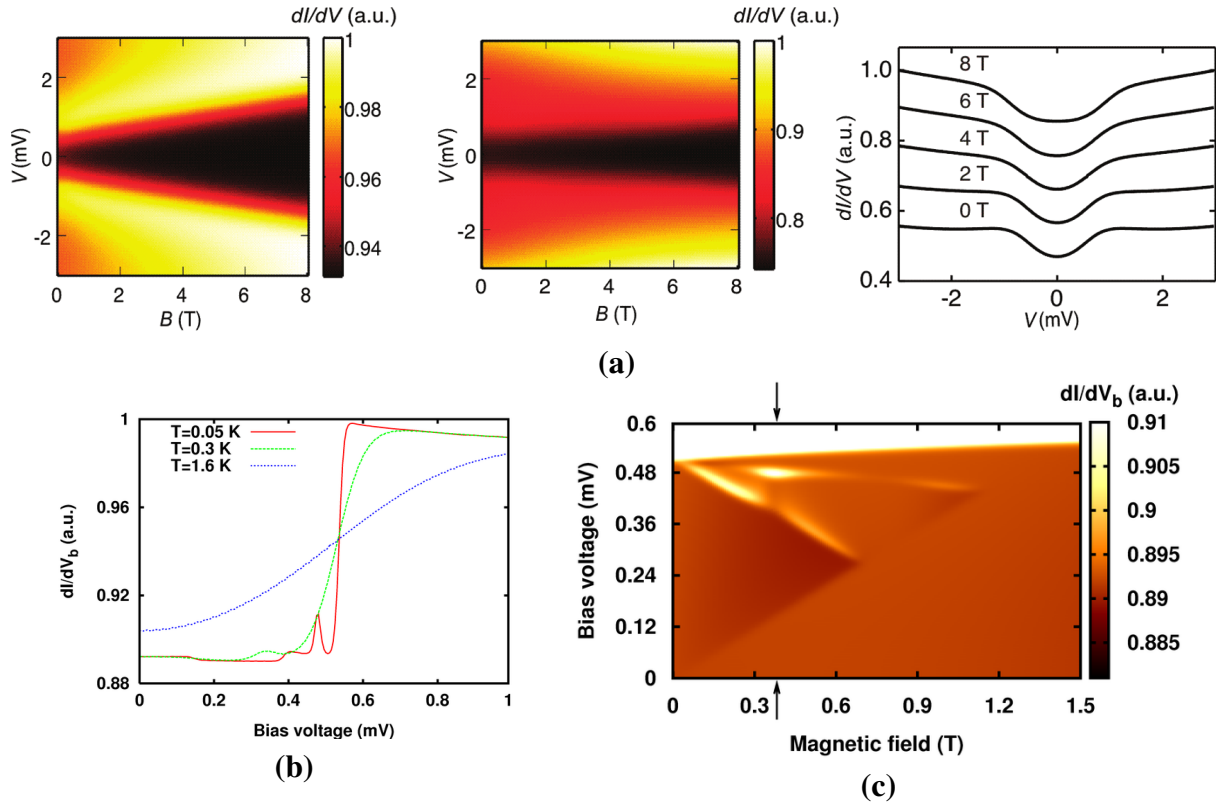 dI/dV (a.u.)
2
0
-2
V (mV)
0
2
4
6
8
B (T)
1
0.98
0.96
0.94
dI/dV (a.u.)
2
0
-2
V (mV)
0
2
4
6
8
B (T)
1
0.9
0.8
1.0
0.8
0.6
0.4
dI/dV (a.u.)
8 T
6 T
4 T
2 T
0 T
-2
0
2
V (mV)
(a)
1
0.96
0.92
0.88
dI/dVb (a.u.)
T=0.05 K
T=0.3 K
T=1.6 K
0
0.2
0.4
0.6
0.8
1
Bias voltage (mV)
(b)
dI/dVb (a.u.)
0.6
0.48
0.36
0.24
0.12
0
Bias voltage (mV)
0
0.3
0.6
0.9
1.2
1.5
Magnetic field (T)
0.91
0.905
0.9
0.895
0.89
0.885
(c)